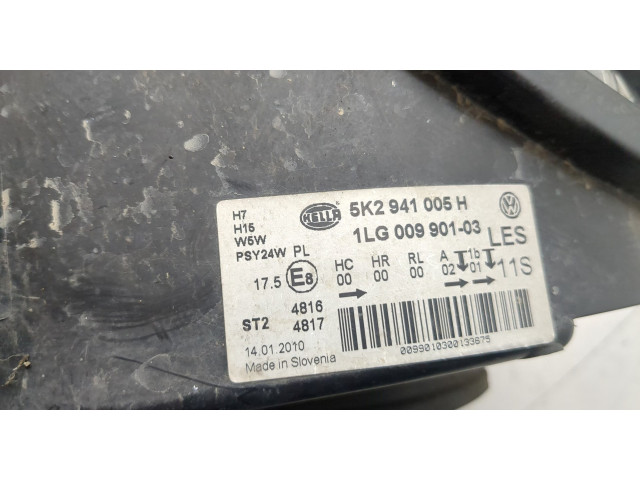 H7
H15
W5W
PSY24W PL
HELLA 5K2 941 005 H
1LG 009 901-03
LES
11S
17.5 E8
HC HR RL A 1b
00 00 00 02 01
4816
ST2 4817
14.01.2010
Made in Slovenia
0099010300133675